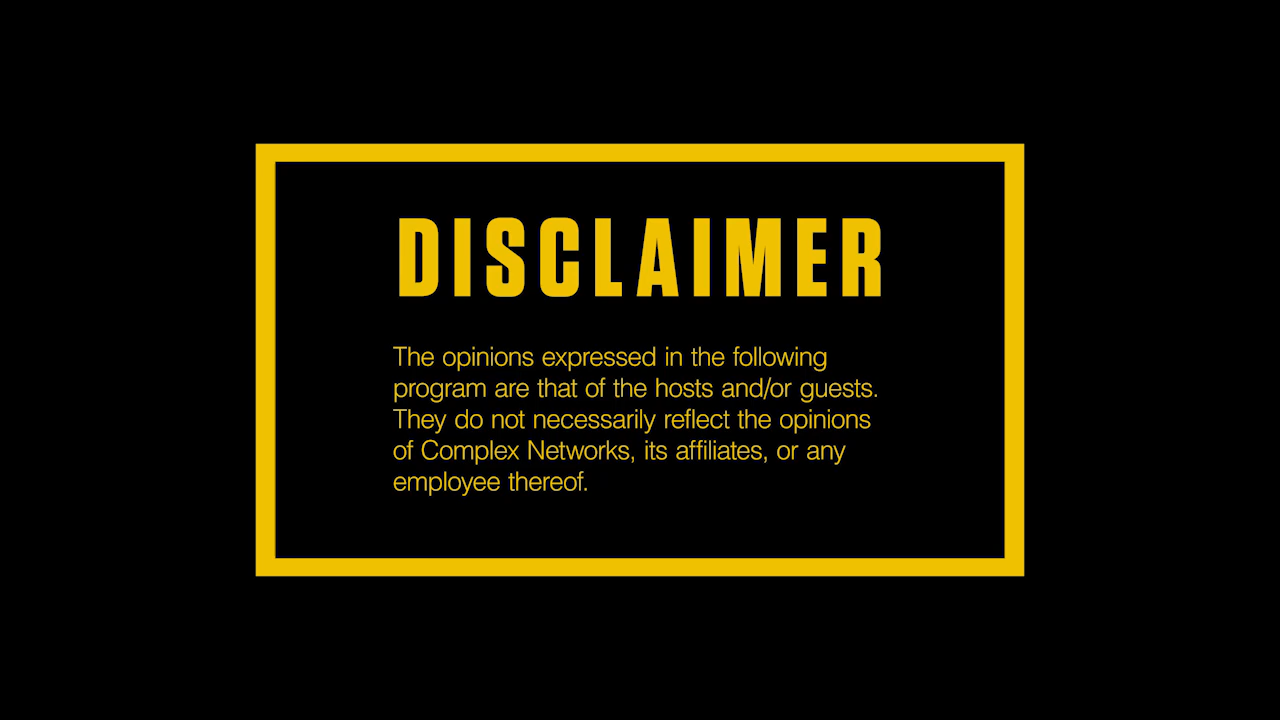 DISCLAIMER
The opinions expressed in the following
program are that of the hosts and/or guests.
They do not necessarily reflect the opinions
of Complex Networks, its affiliates, or any
employee thereof.